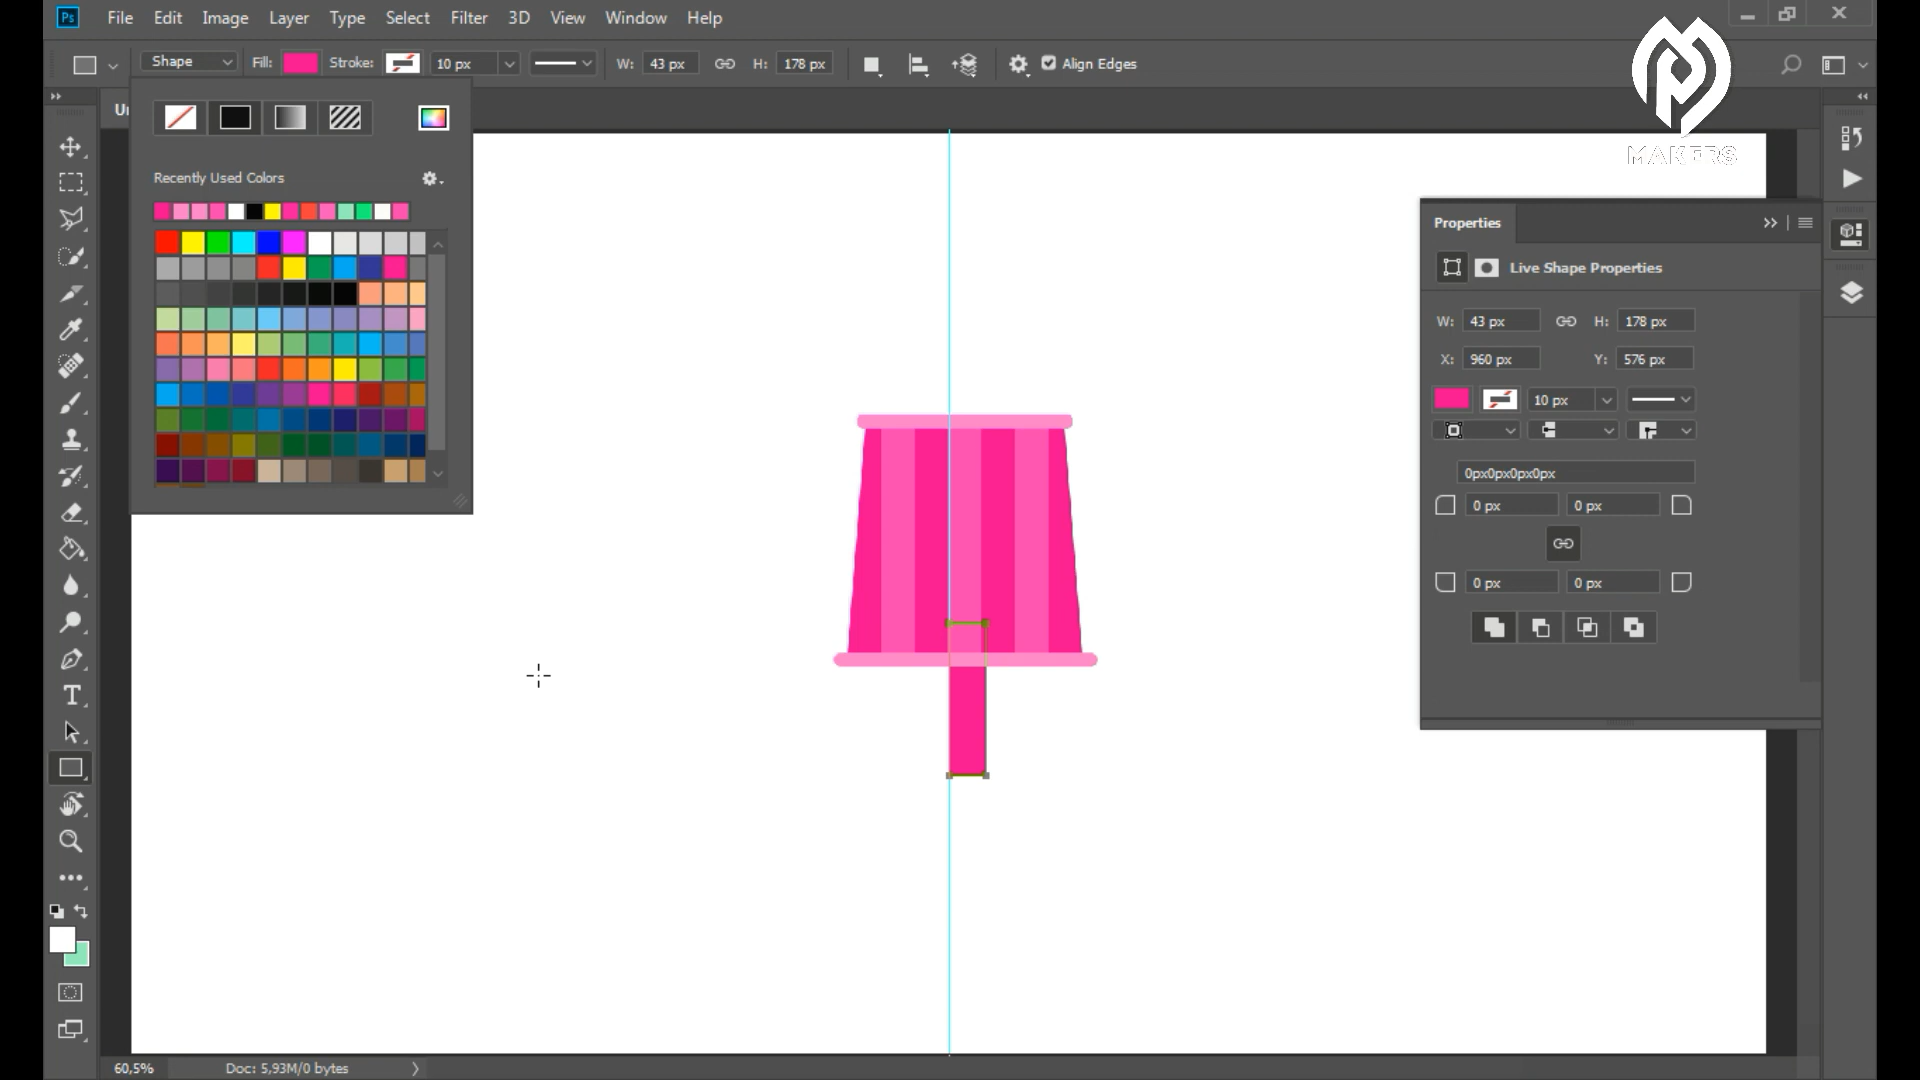 Ps File Edit Image Layer Type Select Filter 3D View Window Help
Shape Fill: Stroke: 10 px W: 43 px H: 178 px Align Edges
MAKERS
Recently Used Colors
Properties
Live Shape Properties
W: 43 px H: 178 px
X: 960 px Y: 576 px
10 px
0px0px0px0px
0 px 0 px
0 px 0 px
T
60,5% Doc: 5,93M/0 bytes